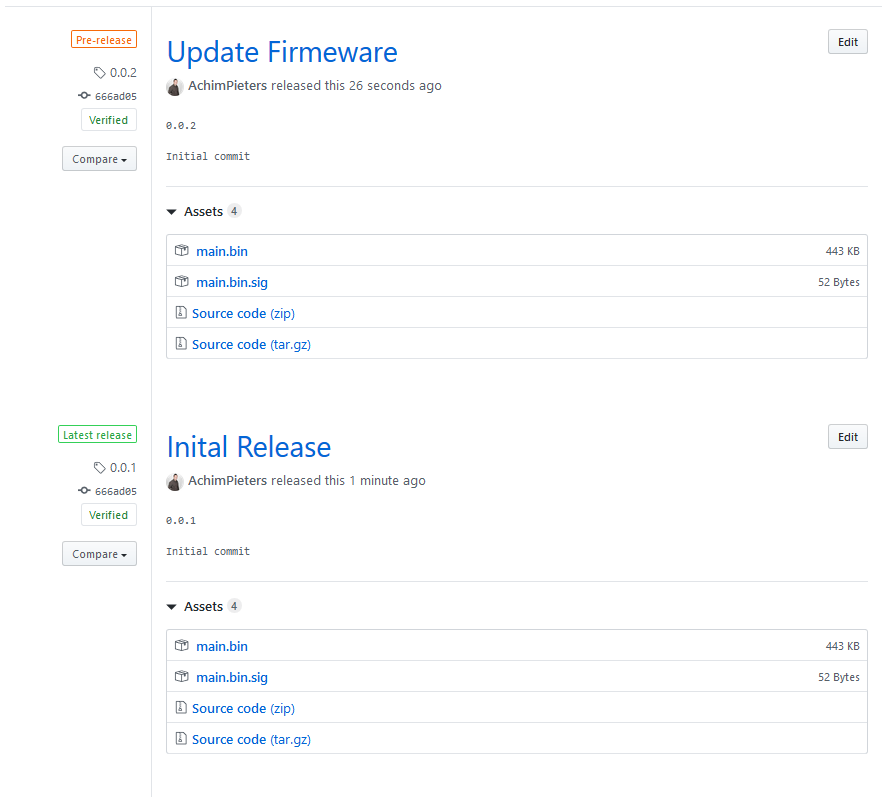 Pre-release
Update Firmeware
Edit
0.0.2
AchimPieters released this 26 seconds ago
666ad05
Verified
0.0.2
Compare
Initial commit
Assets 4
main.bin 443 KB
main.bin.sig 52 Bytes
Source code (zip)
Source code (tar.gz)
Latest release
Inital Release
Edit
0.0.1
AchimPieters released this 1 minute ago
666ad05
Verified
0.0.1
Compare
Initial commit
Assets 4
main.bin 443 KB
main.bin.sig 52 Bytes
Source code (zip)
Source code (tar.gz)